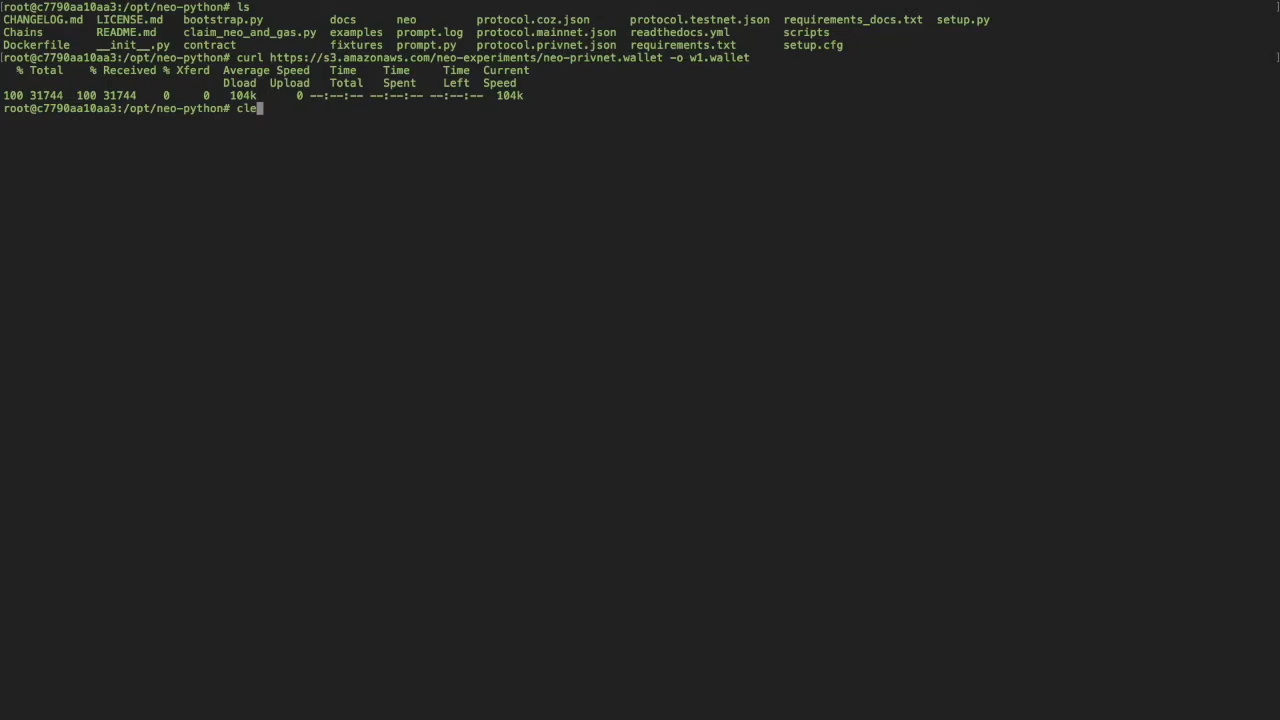 [root@c7790aa10aa3:/opt/neo-python# ls ]
CHANGELOG.md LICENSE.md bootstrap.py docs neo protocol.coz.json protocol.testnet.json requirements_docs.txt setup.py
Chains README.md claim_neo_and_gas.py examples prompt.log protocol.mainnet.json readthedocs.yml scripts
Dockerfile __init__.py contract fixtures prompt.py protocol.privnet.json requirements.txt setup.cfg
[root@c7790aa10aa3:/opt/neo-python# curl https://s3.amazonaws.com/neo-experiments/neo-privnet.wallet -o w1.wallet ]
% Total % Received % Xferd Average Speed Time Time Time Current
Dload Upload Total Spent Left Speed
100 31744 100 31744 0 0 104k 0 --:--:-- --:--:-- --:--:-- 104k
root@c7790aa10aa3:/opt/neo-python# cle